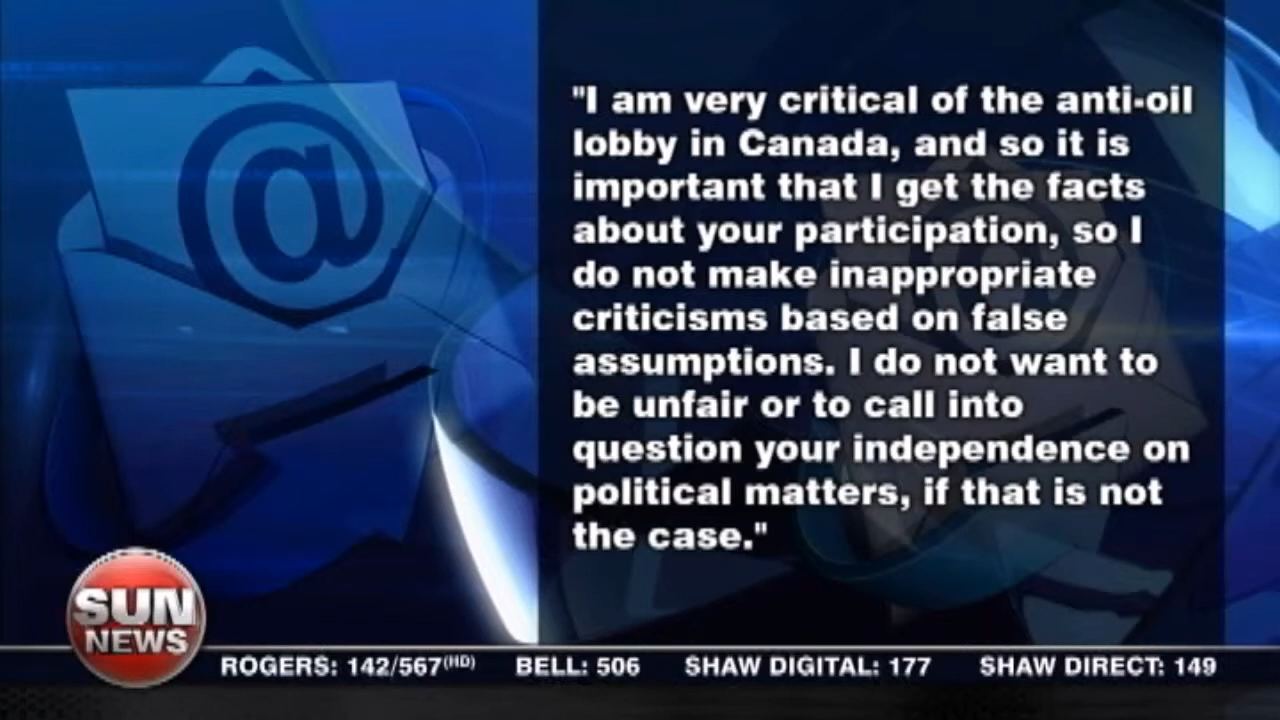 @
"I am very critical of the anti-oil
lobby in Canada, and so it is
important that I get the facts
about your participation, so I
do not make inappropriate
criticisms based on false
assumptions. I do not want to
be unfair or to call into
question your independence on
political matters, if that is not
the case."
SUN
NEWS
ROGERS: 142/567(HD) BELL: 506 SHAW DIGITAL: 177 SHAW DIRECT: 149